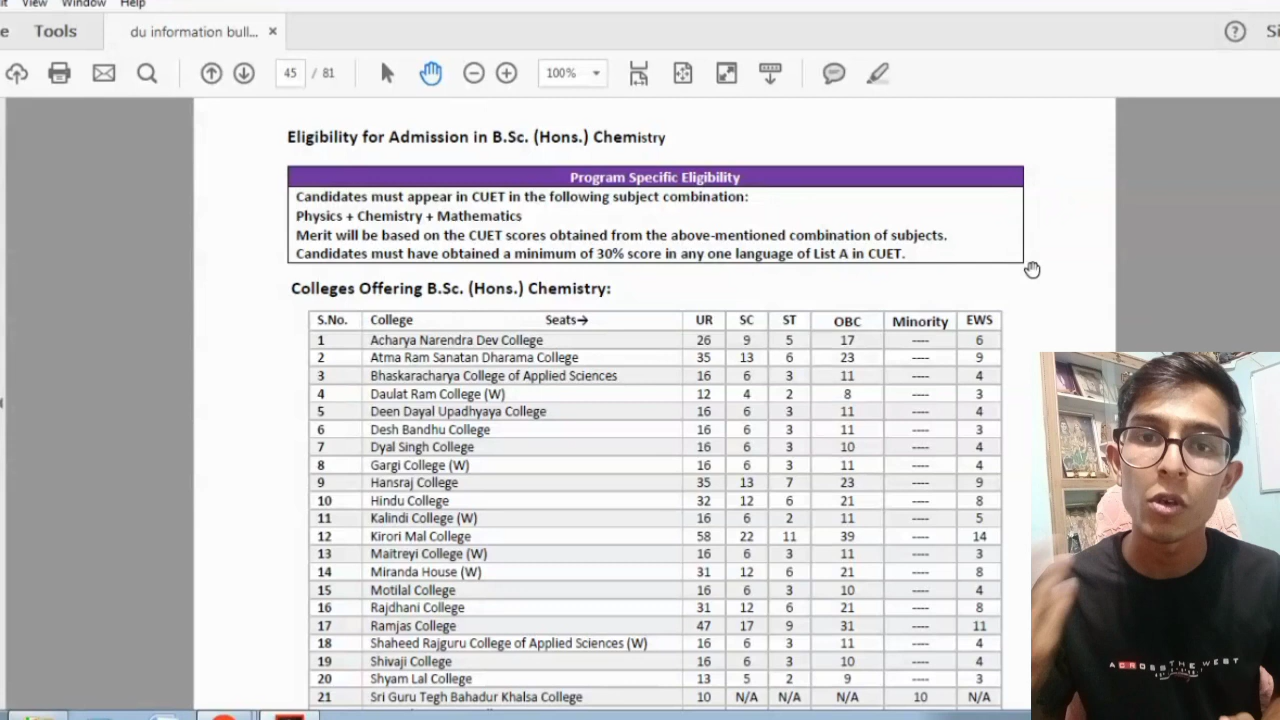 it View Window Help
e Tools du information bull... × ? Si
45 / 81 100%
Eligibility for Admission in B.Sc. (Hons.) Chemistry
Program Specific Eligibility
Candidates must appear in CUET in the following subject combination:
Physics + Chemistry + Mathematics
Merit will be based on the CUET scores obtained from the above-mentioned combination of subjects.
Candidates must have obtained a minimum of 30% score in any one language of List A in CUET.
Colleges Offering B.Sc. (Hons.) Chemistry:
S.No. College Seats→ UR SC ST OBC Minority EWS
1 Acharya Narendra Dev College 26 9 5 17 ---- 6
2 Atma Ram Sanatan Dharama College 35 13 6 23 ---- 9
3 Bhaskaracharya College of Applied Sciences 16 6 3 11 ---- 4
4 Daulat Ram College (W) 12 4 2 8 ---- 3
5 Deen Dayal Upadhyaya College 16 6 3 11 ---- 4
6 Desh Bandhu College 16 6 3 11 ---- 3
7 Dyal Singh College 16 6 3 10 ---- 4
8 Gargi College (W) 16 6 3 11 ---- 4
9 Hansraj College 35 13 7 23 ---- 9
10 Hindu College 32 12 6 21 ---- 8
11 Kalindi College (W) 16 6 2 11 ---- 5
12 Kirori Mal College 58 22 11 39 ---- 14
13 Maitreyi College (W) 16 6 3 11 ---- 3
14 Miranda House (W) 31 12 6 21 ---- 8
15 Motilal College 16 6 3 10 ---- 4
16 Rajdhani College 31 12 6 21 ---- 8
17 Ramjas College 47 17 9 31 ---- 11
18 Shaheed Rajguru College of Applied Sciences (W) 16 6 3 11 ---- 4
19 Shivaji College 16 6 3 10 ---- 4
20 Shyam Lal College 13 5 2 9 ---- 3
21 Sri Guru Tegh Bahadur Khalsa College 10 N/A N/A N/A 10 N/A
ACROSS THE WEST